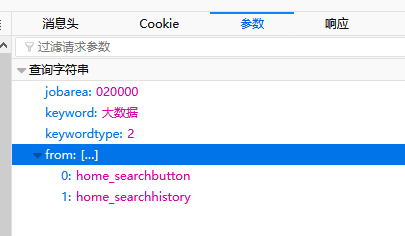 消息头 Cookie 参数 响应
过滤请求参数
查询字符串
jobarea: 020000
keyword: 大数据
keywordtype: 2
from: [...]
0: home_searchbutton
1: home_searchhistory